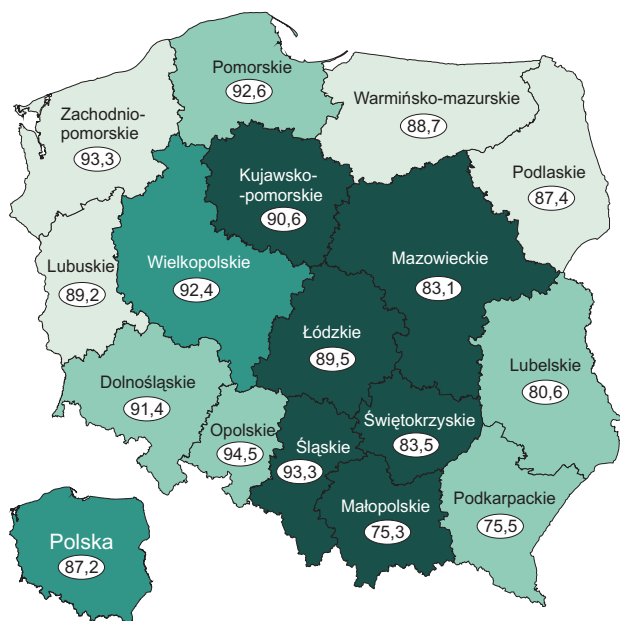 Pomorskie
92,6
Warmińsko-mazurskie
88,7
Zachodnio-
pomorskie
93,3
Kujawsko-
-pomorskie
90,6
Podlaskie
87,4
Mazowieckie
83,1
Lubuskie
89,2
Wielkopolskie
92,4
Łódzkie
89,5
Lubelskie
80,6
Dolnośląskie
91,4
Opolskie
94,5
Śląskie
93,3
Świętokrzyskie
83,5
Małopolskie
75,3
Podkarpackie
75,5
Polska
87,2